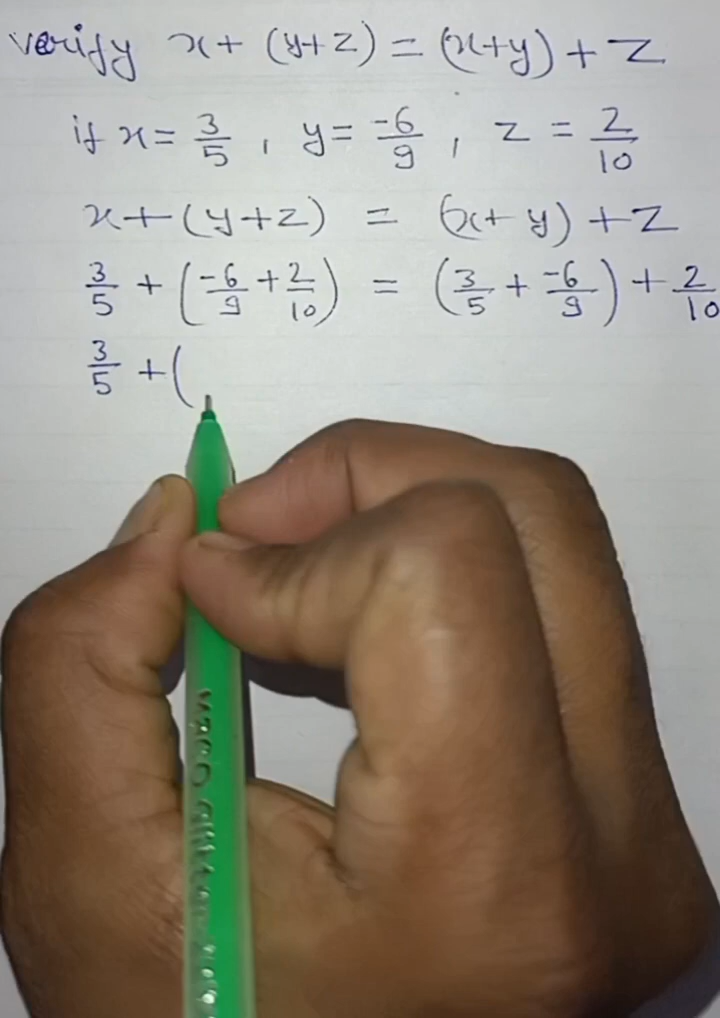 verify x + (y+z) = (x+y) + z
if x = 3/5 , y = -6/9 , z = 2/10
x + (y+z) = (x+y) + z
3/5 + (-6/9 + 2/10) = (3/5 + -6/9) + 2/10
3/5 + (